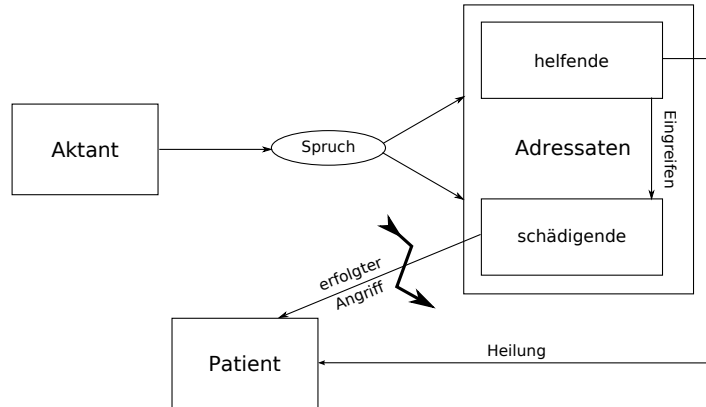 helfende
Eingreifen
Aktant
Spruch
Adressaten
schädigende
erfolgter
Angriff
Patient
Heilung